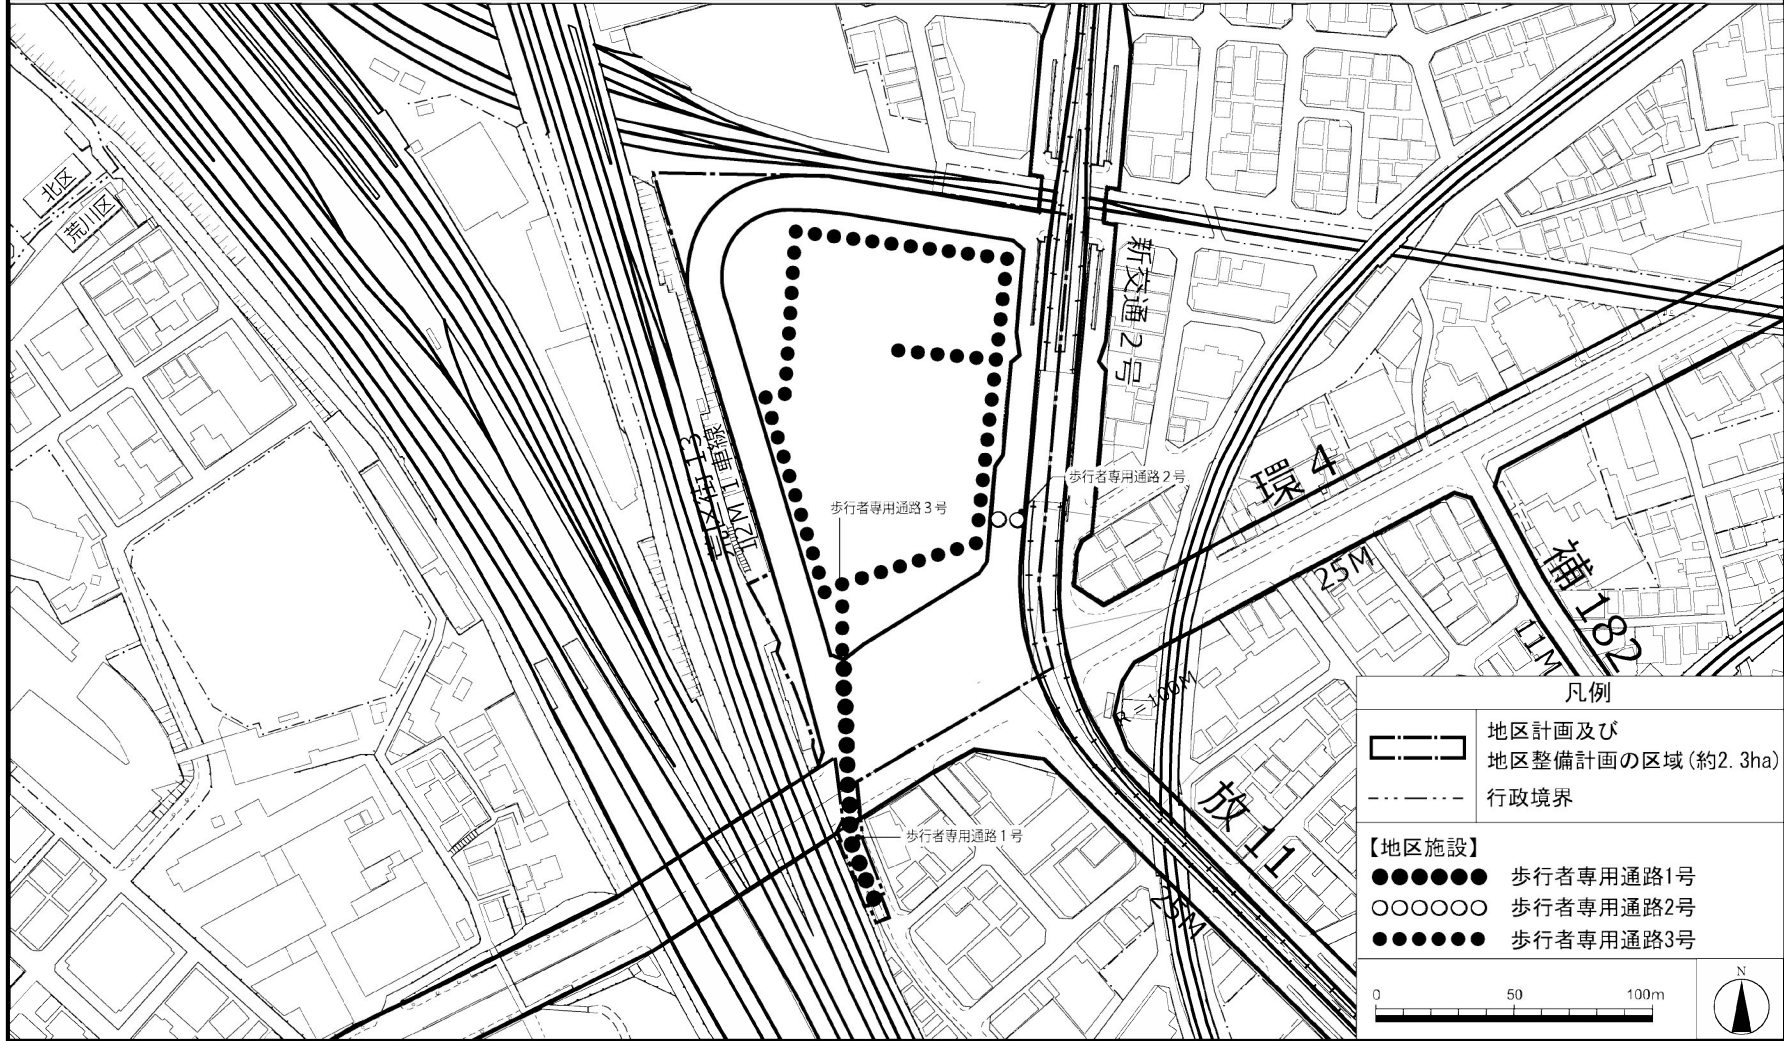 北区
荒川区
新交通2号
環4
歩行者専用通路2号
歩行者専用通路3号
12M 1車線
25M
補182
11M
R=100M
放11
25M
歩行者専用通路1号
凡例
地区計画及び
地区整備計画の区域(約2.3ha)
行政境界
【地区施設】
歩行者専用通路1号
歩行者専用通路2号
歩行者専用通路3号
0 50 100m
N